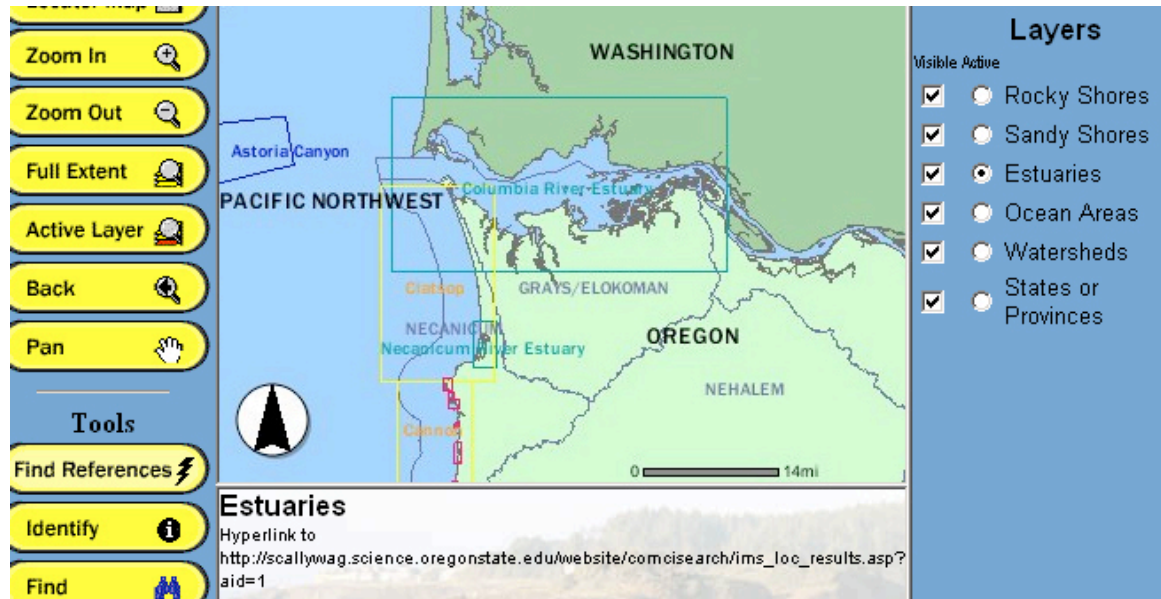 Locator Map
Zoom In
Zoom Out
Full Extent
Active Layer
Back
Pan
Tools
Find References
Identify
Find
WASHINGTON
Astoria Canyon
PACIFIC NORTHWEST
Columbia River Estuary
Clatsop
GRAYS/ELOKOMAN
NECANICUM
OREGON
Necanicum River Estuary
NEHALEM
Cannon
0
14mi
Estuaries
Hyperlink to
http://scallywag.science.oregonstate.edu/website/comcisearch/ims_loc_results.asp?
aid=1
Layers
Visible Active
Rocky Shores
Sandy Shores
Estuaries
Ocean Areas
Watersheds
States or
Provinces